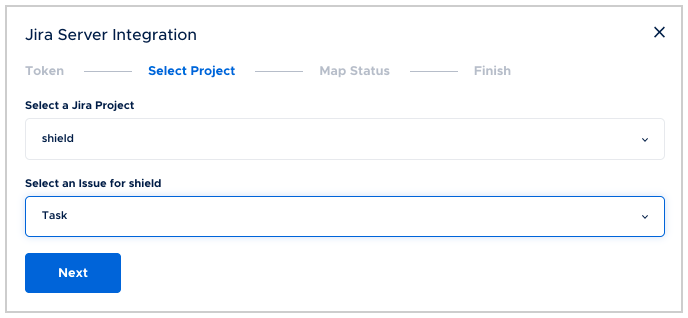 Jira Server Integration
Token Select Project Map Status Finish
Select a Jira Project
shield
Select an Issue for shield
Task
Next